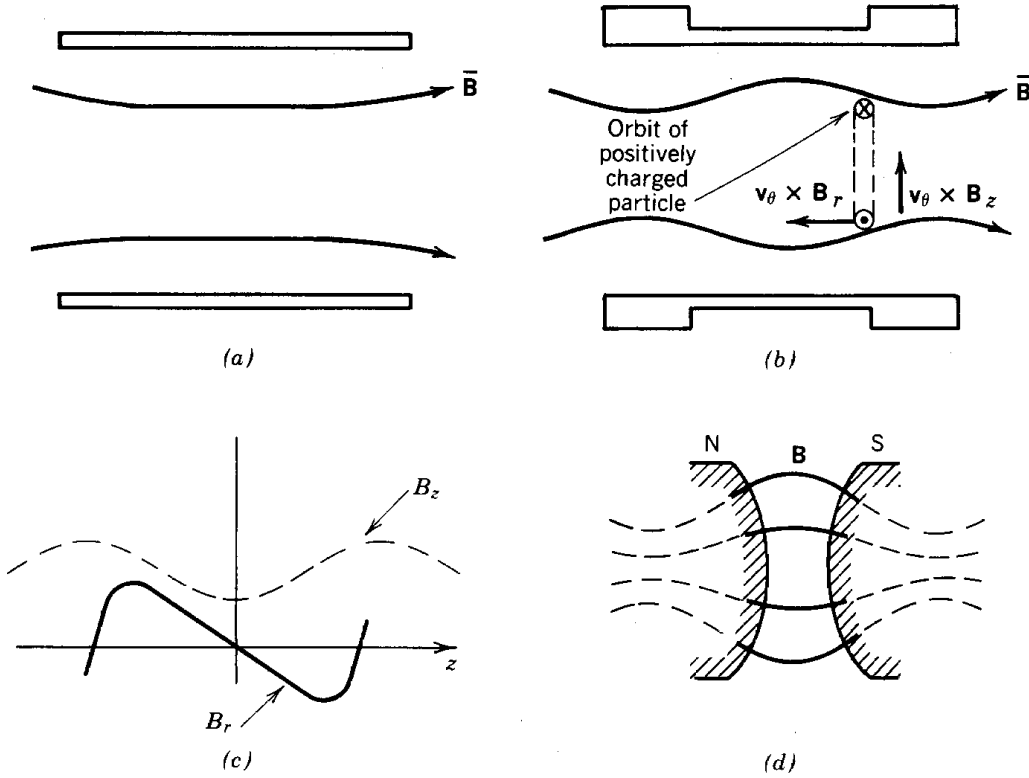 B̅
(a)
B̅
Orbit of
positively
charged
particle
v_θ × B_r
v_θ × B_z
(b)
B_z
z
B_r
(c)
N
B
S
(d)